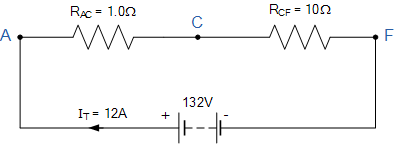 RAC = 1.0Ω
RCF = 10Ω
A
C
F
132V
IT = 12A
+
-